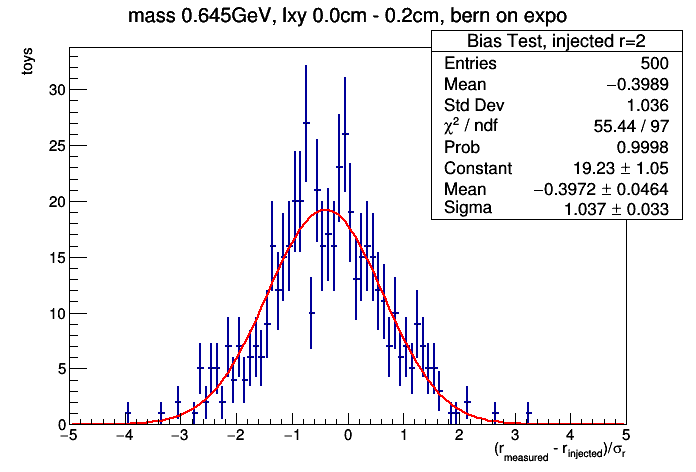 mass 0.645GeV, lxy 0.0cm - 0.2cm, bern on expo
toys
Bias Test, injected r=2
Entries 500
Mean −0.3989
Std Dev 1.036
χ² / ndf 55.44 / 97
Prob 0.9998
Constant 19.23 ± 1.05
Mean −0.3972 ± 0.0464
Sigma 1.037 ± 0.033
30
25
20
15
10
5
0
−5 −4 −3 −2 −1 0 1 2 3 4 5
(r_measured - r_injected)/σ_r